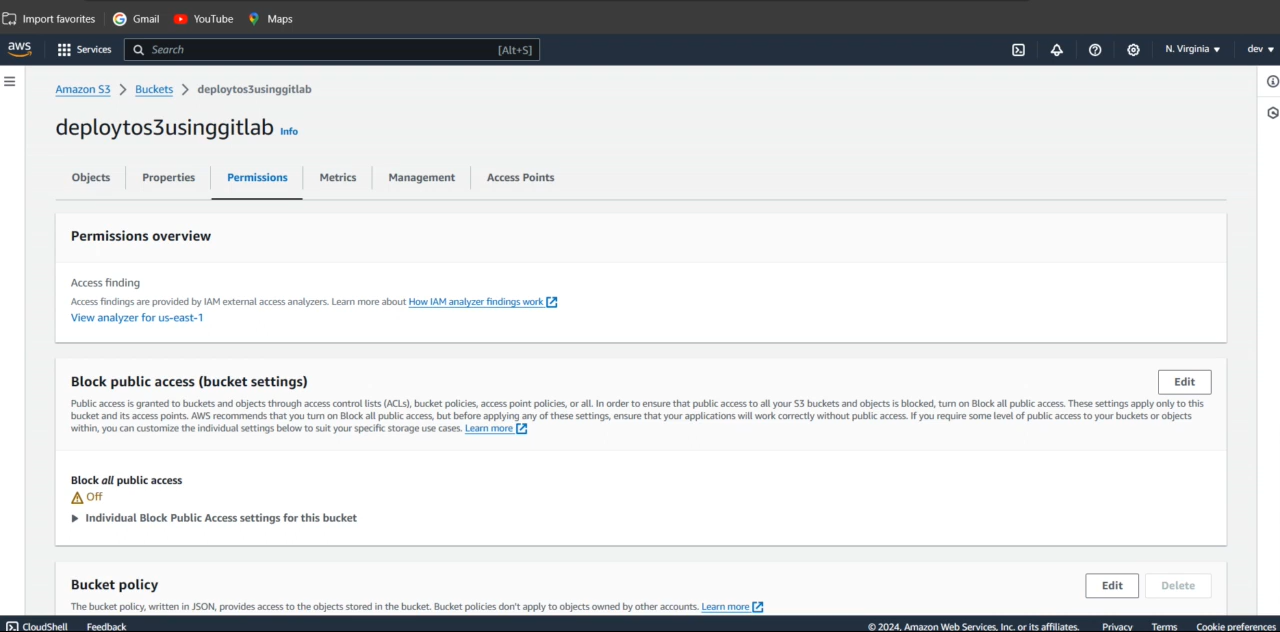 Import favorites Gmail YouTube Maps
aws Services Search [Alt+S] N. Virginia dev
Amazon S3 Buckets deploytos3usinggitlab
deploytos3usinggitlab Info
Objects Properties Permissions Metrics Management Access Points
Permissions overview
Access finding
Access findings are provided by IAM external access analyzers. Learn more about How IAM analyzer findings work
View analyzer for us-east-1
Block public access (bucket settings) Edit
Public access is granted to buckets and objects through access control lists (ACLs), bucket policies, access point policies, or all. In order to ensure that public access to all your S3 buckets and objects is blocked, turn on Block all public access. These settings apply only to this
bucket and its access points. AWS recommends that you turn on Block all public access, but before applying any of these settings, ensure that your applications will work correctly without public access. If you require some level of public access to your buckets or objects
within, you can customize the individual settings below to suit your specific storage use cases. Learn more
Block all public access
Off
Individual Block Public Access settings for this bucket
Bucket policy Edit Delete
The bucket policy, written in JSON, provides access to the objects stored in the bucket. Bucket policies don't apply to objects owned by other accounts. Learn more
CloudShell Feedback © 2024, Amazon Web Services, Inc. or its affiliates. Privacy Terms Cookie preferences